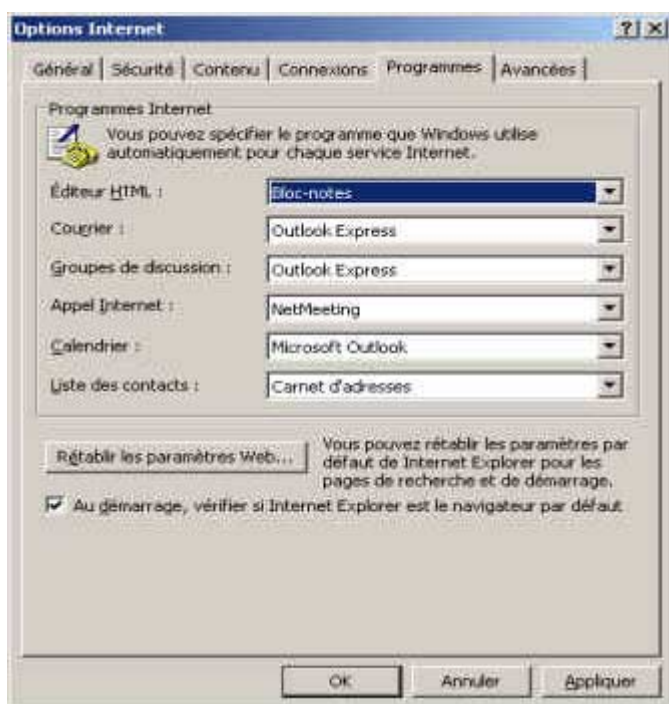 Options Internet
Général Sécurité Contenu Connexions Programmes Avancées
Programmes Internet
Vous pouvez spécifier le programme que Windows utilise
automatiquement pour chaque service Internet.
Éditeur HTML : Bloc-notes
Courrier : Outlook Express
Groupes de discussion : Outlook Express
Appel Internet : NetMeeting
Calendrier : Microsoft Outlook
Liste des contacts : Carnet d'adresses
Rétablir les paramètres Web... Vous pouvez rétablir les paramètres par
défaut de Internet Explorer pour les
pages de recherche et de démarrage.
Au démarrage, vérifier si Internet Explorer est le navigateur par défaut
OK Annuler Appliquer